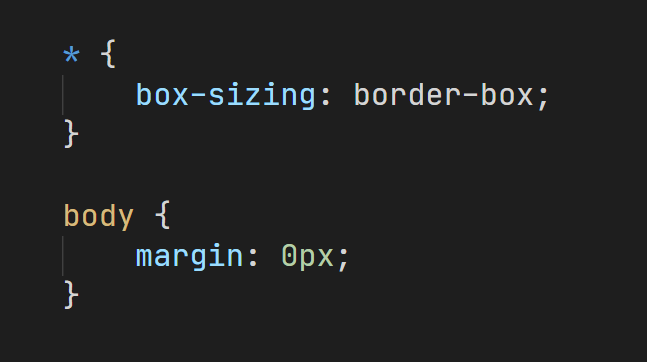 * {
    box-sizing: border-box;
}

body {
    margin: 0px;
}